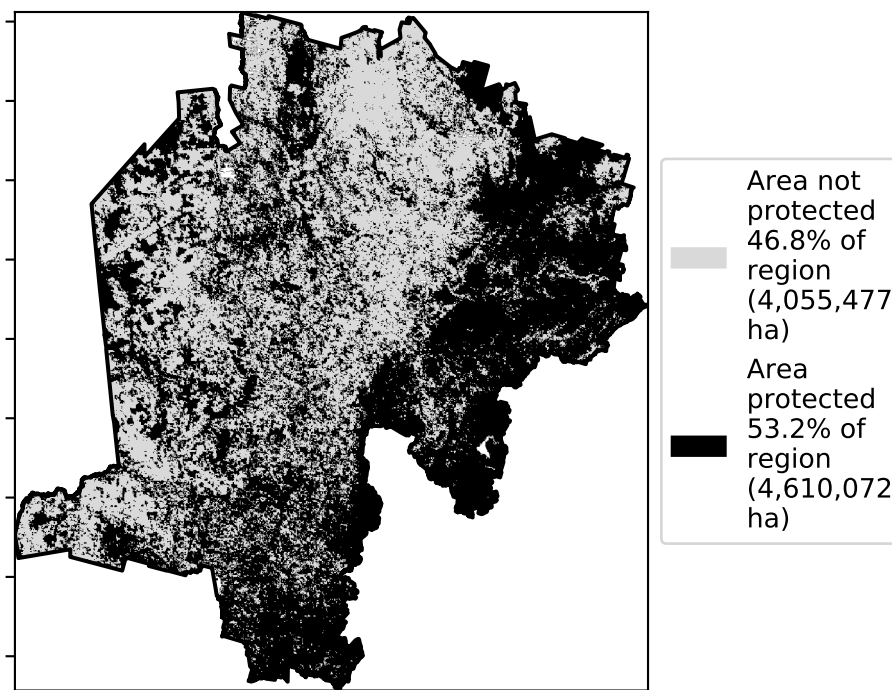 Area not
protected
46.8% of
region
(4,055,477
ha)
Area
protected
53.2% of
region
(4,610,072
ha)